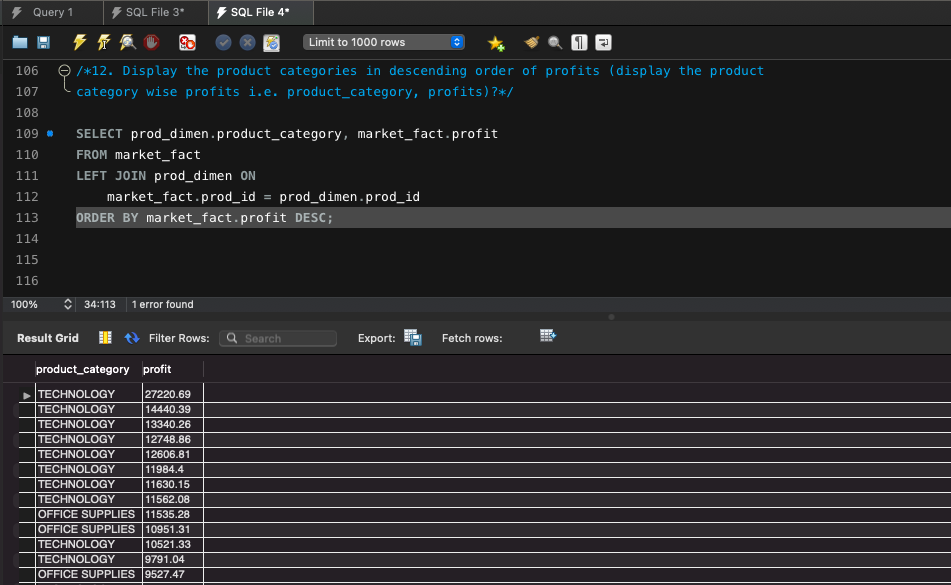 Query 1
SQL File 3*
SQL File 4*
Limit to 1000 rows
106 /*12. Display the product categories in descending order of profits (display the product
107 category wise profits i.e. product_category, profits)?*/
108
109 SELECT prod_dimen.product_category, market_fact.profit
110 FROM market_fact
111 LEFT JOIN prod_dimen ON
112 market_fact.prod_id = prod_dimen.prod_id
113 ORDER BY market_fact.profit DESC;
114
115
116
100% 34:113 1 error found
Result Grid Filter Rows: Search Export: Fetch rows:
product_category profit
TECHNOLOGY 27220.69
TECHNOLOGY 14440.39
TECHNOLOGY 13340.26
TECHNOLOGY 12748.86
TECHNOLOGY 12606.81
TECHNOLOGY 11984.4
TECHNOLOGY 11630.15
TECHNOLOGY 11562.08
OFFICE SUPPLIES 11535.28
OFFICE SUPPLIES 10951.31
TECHNOLOGY 10521.33
TECHNOLOGY 9791.04
OFFICE SUPPLIES 9527.47